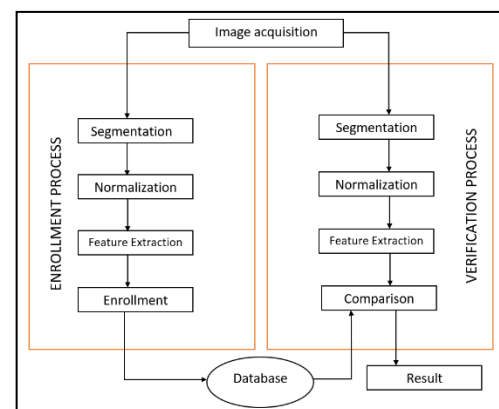 Image acquisition
ENROLLMENT PROCESS
Segmentation
Normalization
Feature Extraction
Enrollment
VERIFICATION PROCESS
Segmentation
Normalization
Feature Extraction
Comparison
Database
Result